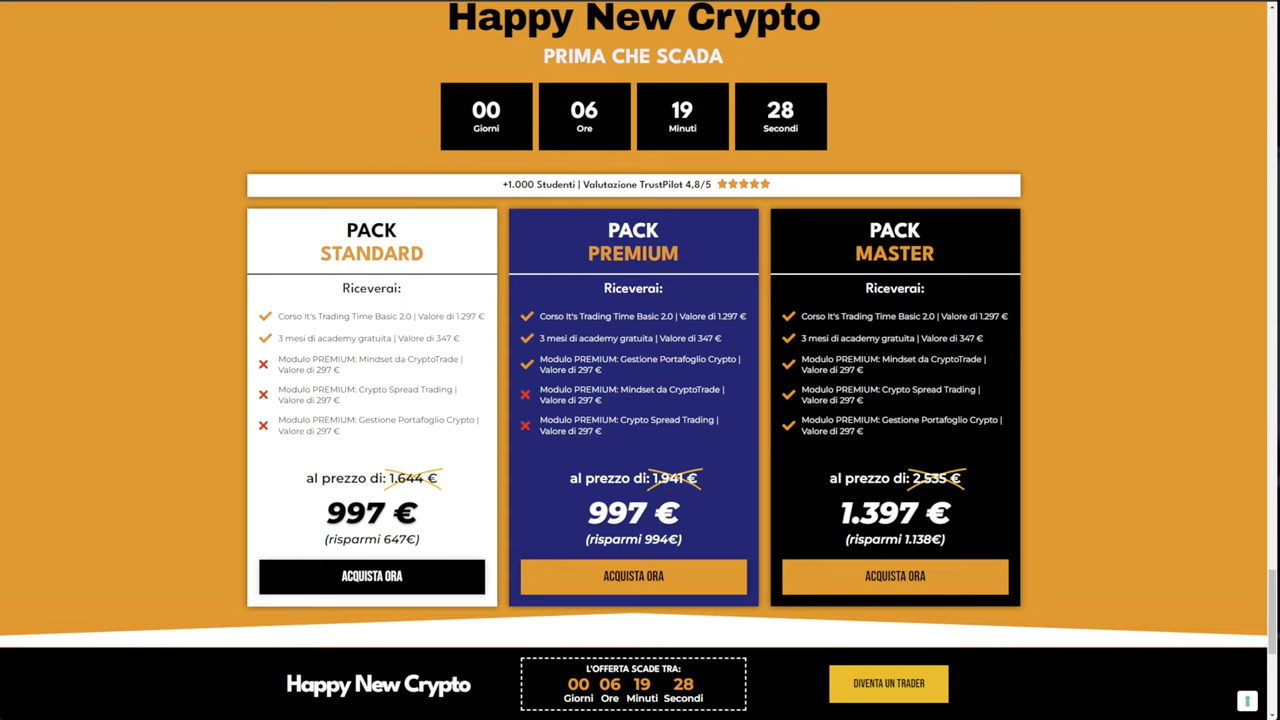 Happy New Crypto
PRIMA CHE SCADA
00 06 19 28
Giorni Ore Minuti Secondi
+1.000 Studenti | Valutazione TrustPilot 4,8/5
PACK
STANDARD
Riceverai:
Corso It's Trading Time Basic 2.0 | Valore di 1.297 €
3 mesi di academy gratuita | Valore di 347 €
Modulo PREMIUM: Mindset da CryptoTrade |
Valore di 297 €
Modulo PREMIUM: Crypto Spread Trading |
Valore di 297 €
Modulo PREMIUM: Gestione Portafoglio Crypto |
Valore di 297 €
al prezzo di: 1.644 €
997 €
(risparmi 647€)
ACQUISTA ORA
PACK
PREMIUM
Riceverai:
Corso It's Trading Time Basic 2.0 | Valore di 1.297 €
3 mesi di academy gratuita | Valore di 347 €
Modulo PREMIUM: Gestione Portafoglio Crypto |
Valore di 297 €
Modulo PREMIUM: Mindset da CryptoTrade |
Valore di 297 €
Modulo PREMIUM: Crypto Spread Trading |
Valore di 297 €
al prezzo di: 1.941 €
997 €
(risparmi 994€)
ACQUISTA ORA
PACK
MASTER
Riceverai:
Corso It's Trading Time Basic 2.0 | Valore di 1.297 €
3 mesi di academy gratuita | Valore di 347 €
Modulo PREMIUM: Mindset da CryptoTrade |
Valore di 297 €
Modulo PREMIUM: Crypto Spread Trading |
Valore di 297 €
Modulo PREMIUM: Gestione Portafoglio Crypto |
Valore di 297 €
al prezzo di: 2.535 €
1.397 €
(risparmi 1.138€)
ACQUISTA ORA
Happy New Crypto
L'OFFERTA SCADE TRA:
00 06 19 28
Giorni Ore Minuti Secondi
DIVENTA UN TRADER